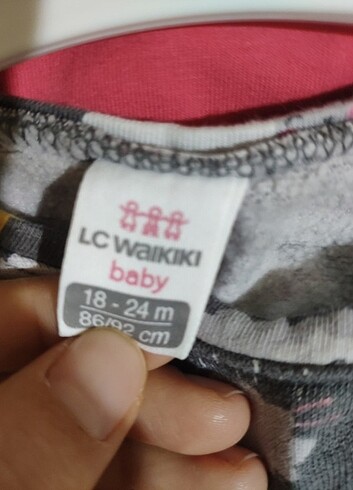 LC WAIKIKI
baby
18 - 24 m
86/92 cm